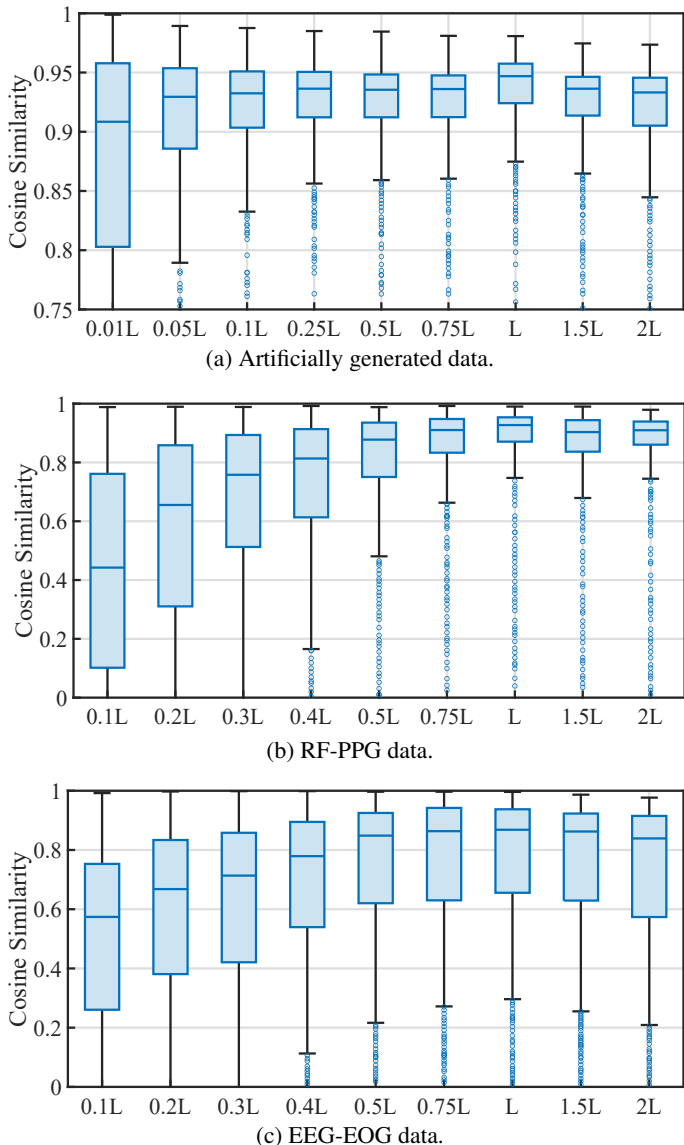 1
0.95
0.9
0.85
0.8
0.75
Cosine Similarity
0.01L 0.05L 0.1L 0.25L 0.5L 0.75L L 1.5L 2L
(a) Artificially generated data.
1
0.8
0.6
0.4
0.2
0
Cosine Similarity
0.1L 0.2L 0.3L 0.4L 0.5L 0.75L L 1.5L 2L
(b) RF-PPG data.
1
0.8
0.6
0.4
0.2
0
Cosine Similarity
0.1L 0.2L 0.3L 0.4L 0.5L 0.75L L 1.5L 2L
(c) EEG-EOG data.